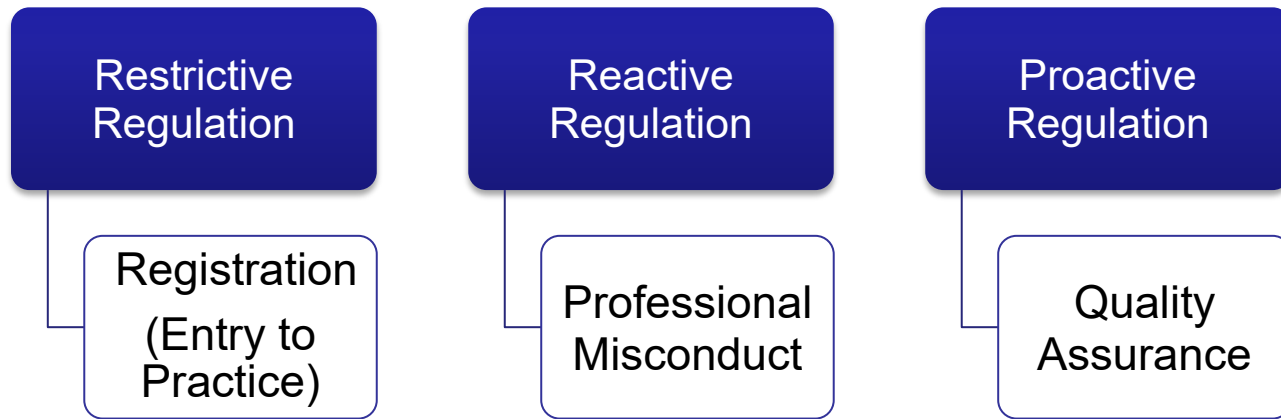 Restrictive
Regulation
Registration
(Entry to
Practice)
Reactive
Regulation
Professional
Misconduct
Proactive
Regulation
Quality
Assurance